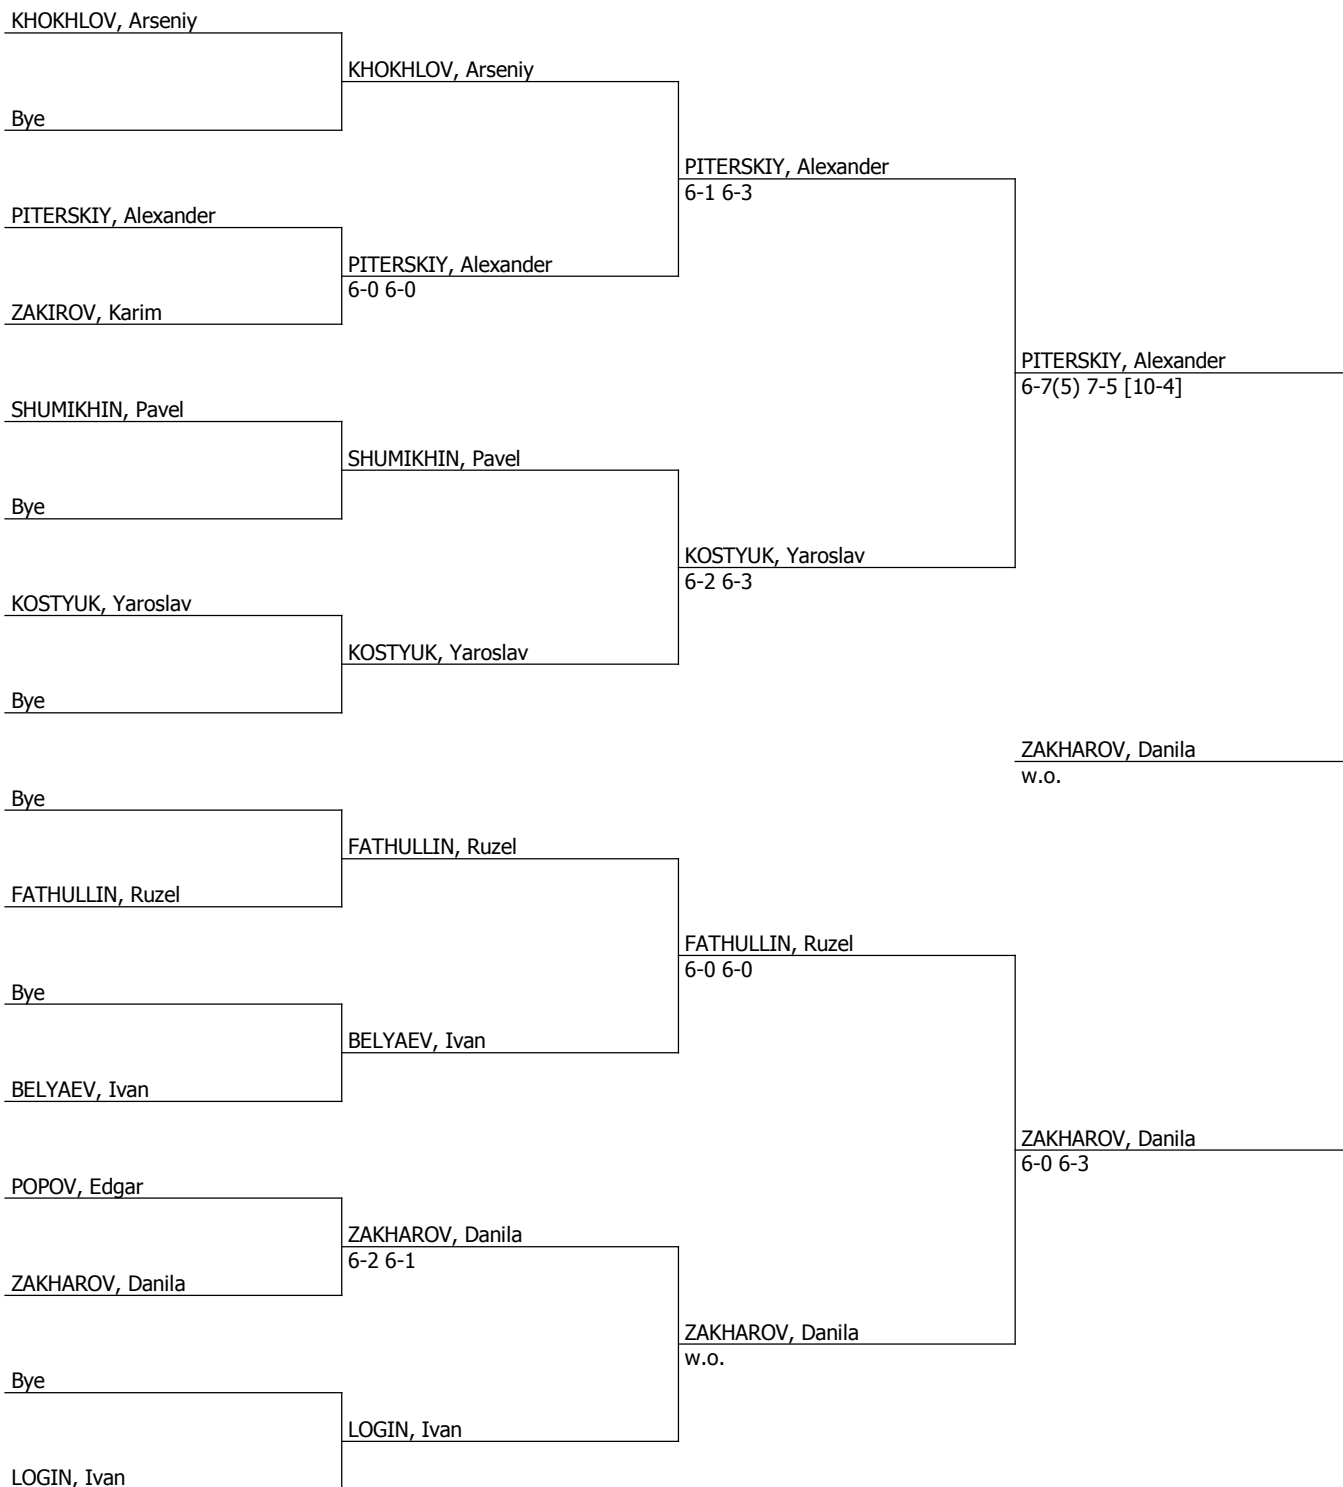 KHOKHLOV, Arseniy
KHOKHLOV, Arseniy
Bye
PITERSKIY, Alexander
6-1 6-3
PITERSKIY, Alexander
PITERSKIY, Alexander
6-0 6-0
ZAKIROV, Karim
PITERSKIY, Alexander
6-7(5) 7-5 [10-4]
SHUMIKHIN, Pavel
SHUMIKHIN, Pavel
Bye
KOSTYUK, Yaroslav
6-2 6-3
KOSTYUK, Yaroslav
KOSTYUK, Yaroslav
Bye
ZAKHAROV, Danila
w.o.
Bye
FATHULLIN, Ruzel
FATHULLIN, Ruzel
FATHULLIN, Ruzel
6-0 6-0
Bye
BELYAEV, Ivan
BELYAEV, Ivan
ZAKHAROV, Danila
6-0 6-3
POPOV, Edgar
ZAKHAROV, Danila
6-2 6-1
ZAKHAROV, Danila
ZAKHAROV, Danila
w.o.
Bye
LOGIN, Ivan
LOGIN, Ivan